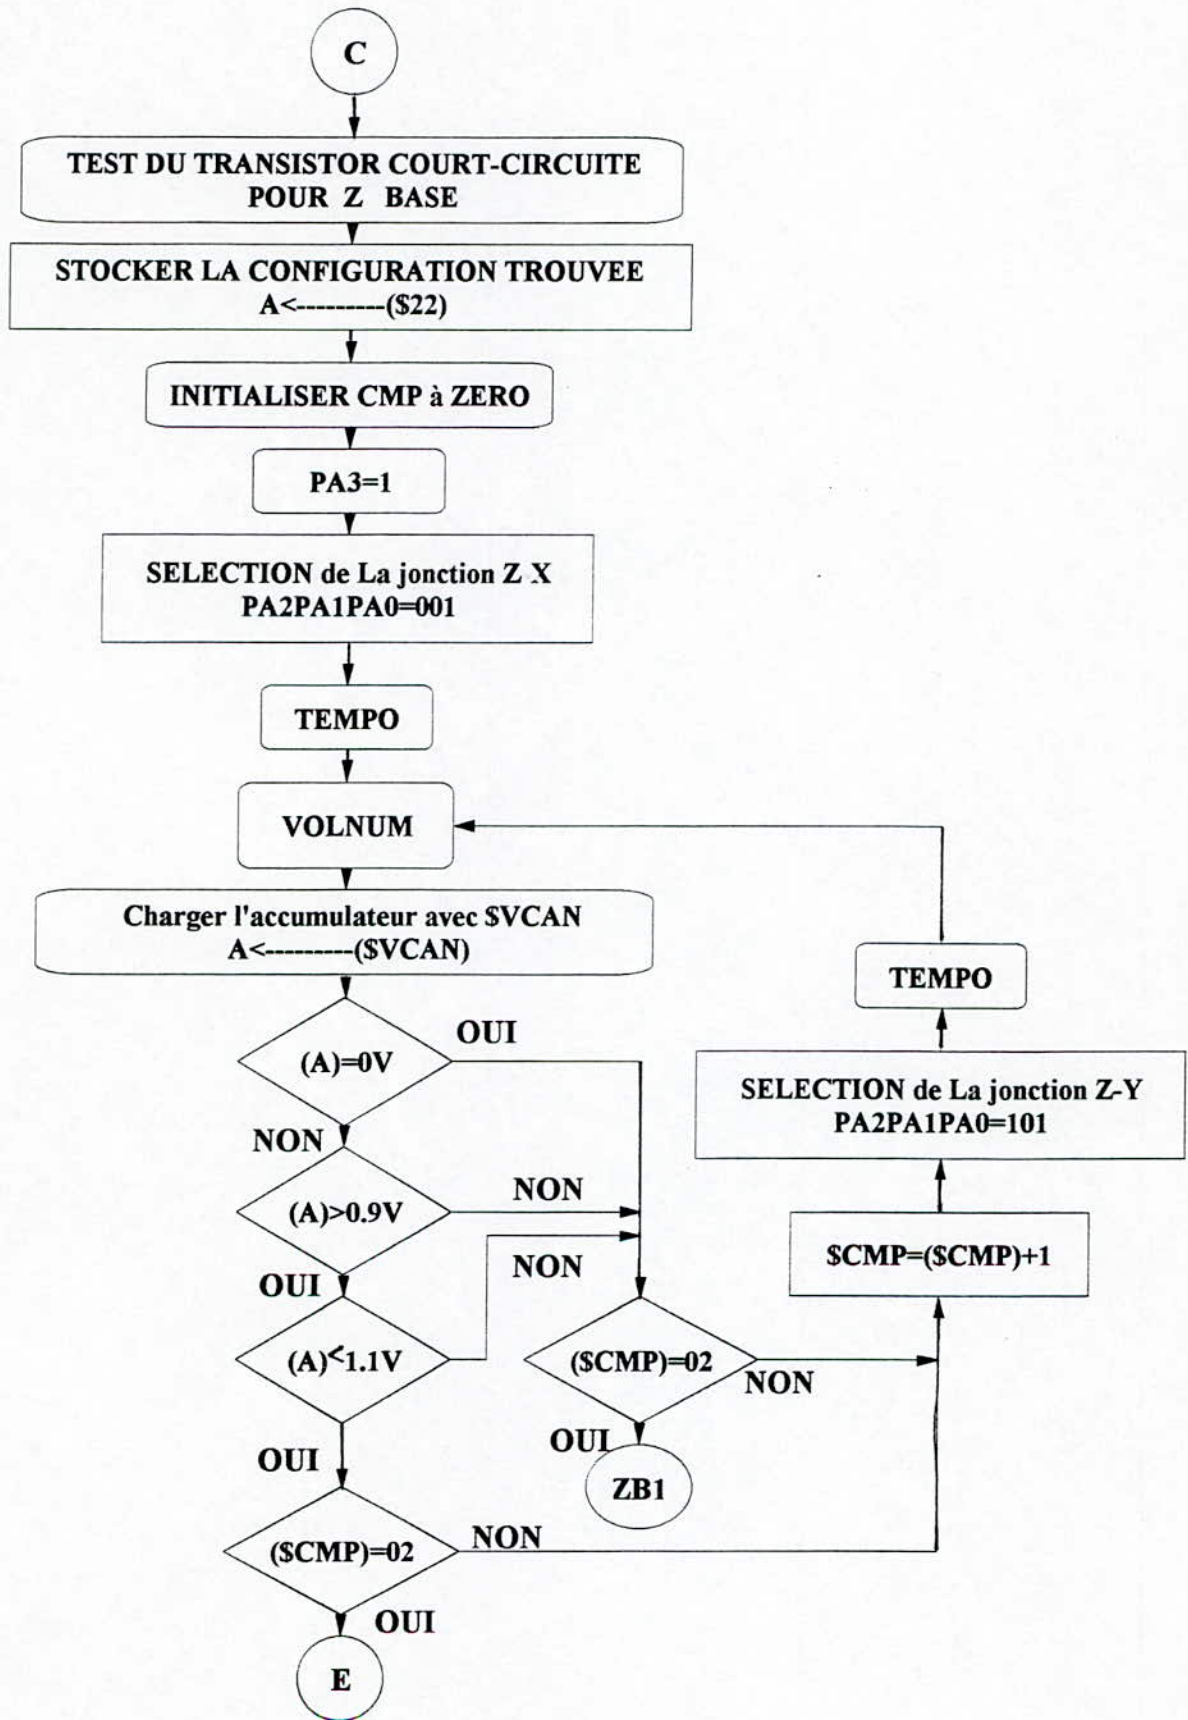 C
TEST DU TRANSISTOR COURT-CIRCUITE
POUR Z BASE
STOCKER LA CONFIGURATION TROUVEE
A<---------($22)
INITIALISER CMP à ZERO
PA3=1
SELECTION de La jonction Z X
PA2PA1PA0=001
TEMPO
VOLNUM
Charger l'accumulateur avec $VCAN
A<---------($VCAN)
TEMPO
(A)=0V
OUI
NON
SELECTION de La jonction Z-Y
PA2PA1PA0=101
(A)>0.9V
NON
OUI
$CMP=($CMP)+1
(A)<1.1V
NON
OUI
($CMP)=02
NON
OUI
ZB1
($CMP)=02
NON
OUI
E